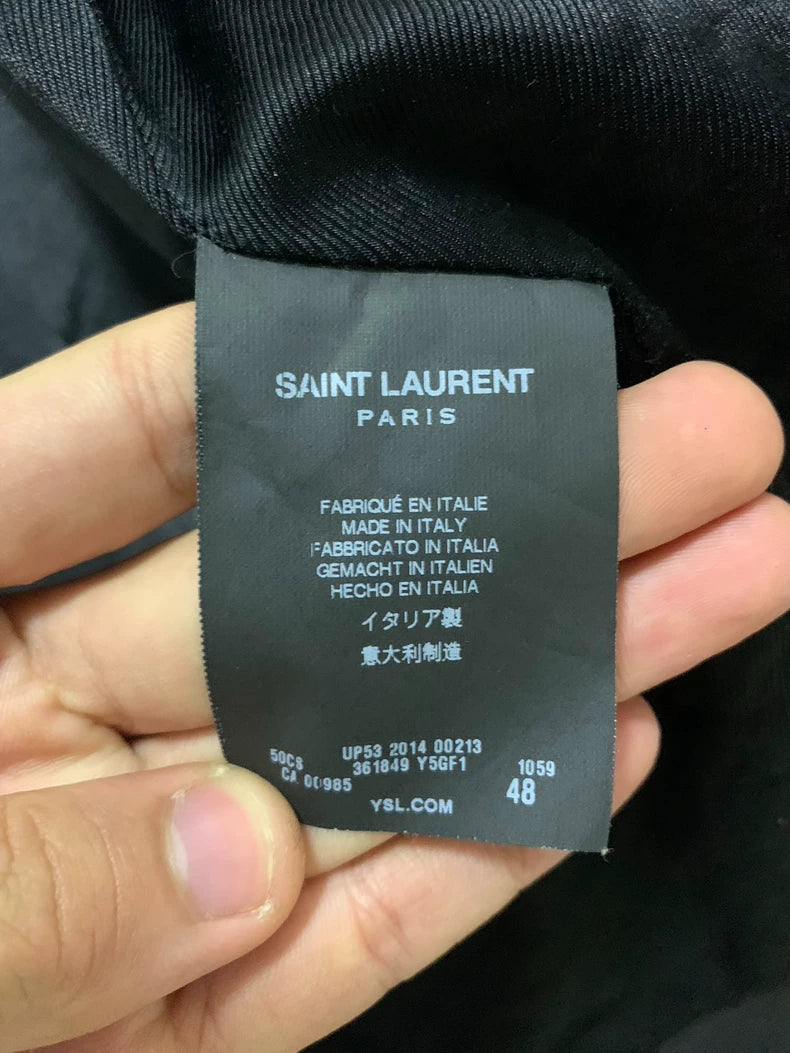 SAINT LAURENT
PARIS
FABRIQUÉ EN ITALIE
MADE IN ITALY
FABBRICATO IN ITALIA
GEMACHT IN ITALIEN
HECHO EN ITALIA
イタリア製
意大利制造
50CS UP53 2014 00213
CA 00985 361849 Y5GF1 1059
YSL.COM 48